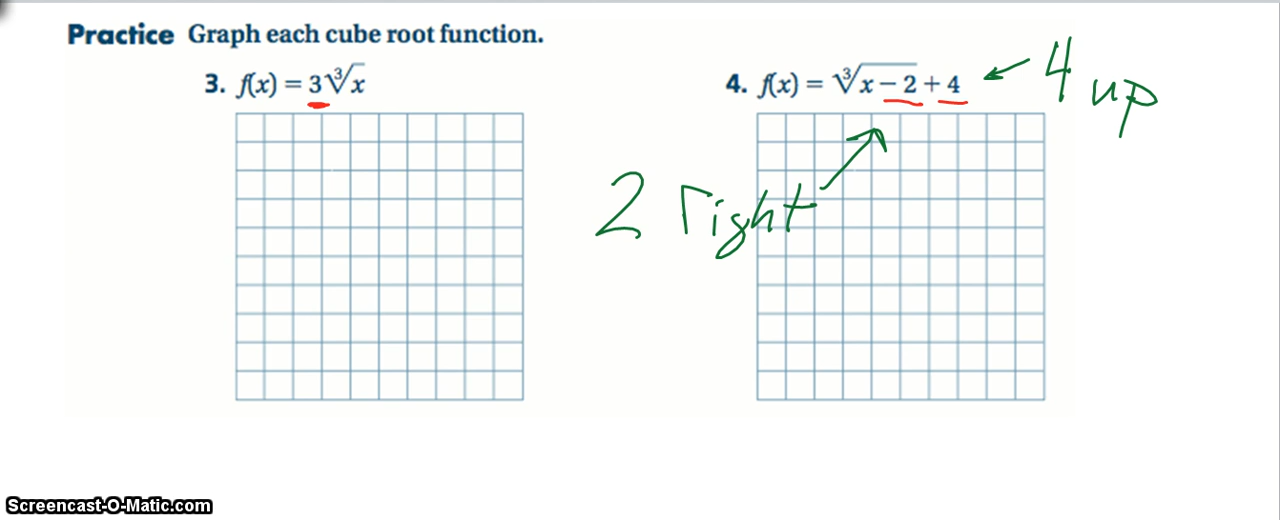 Practice Graph each cube root function.
3. f(x) = 3∛x
4. f(x) = ∛(x − 2) + 4
4 up
2 right
Screencast-O-Matic.com